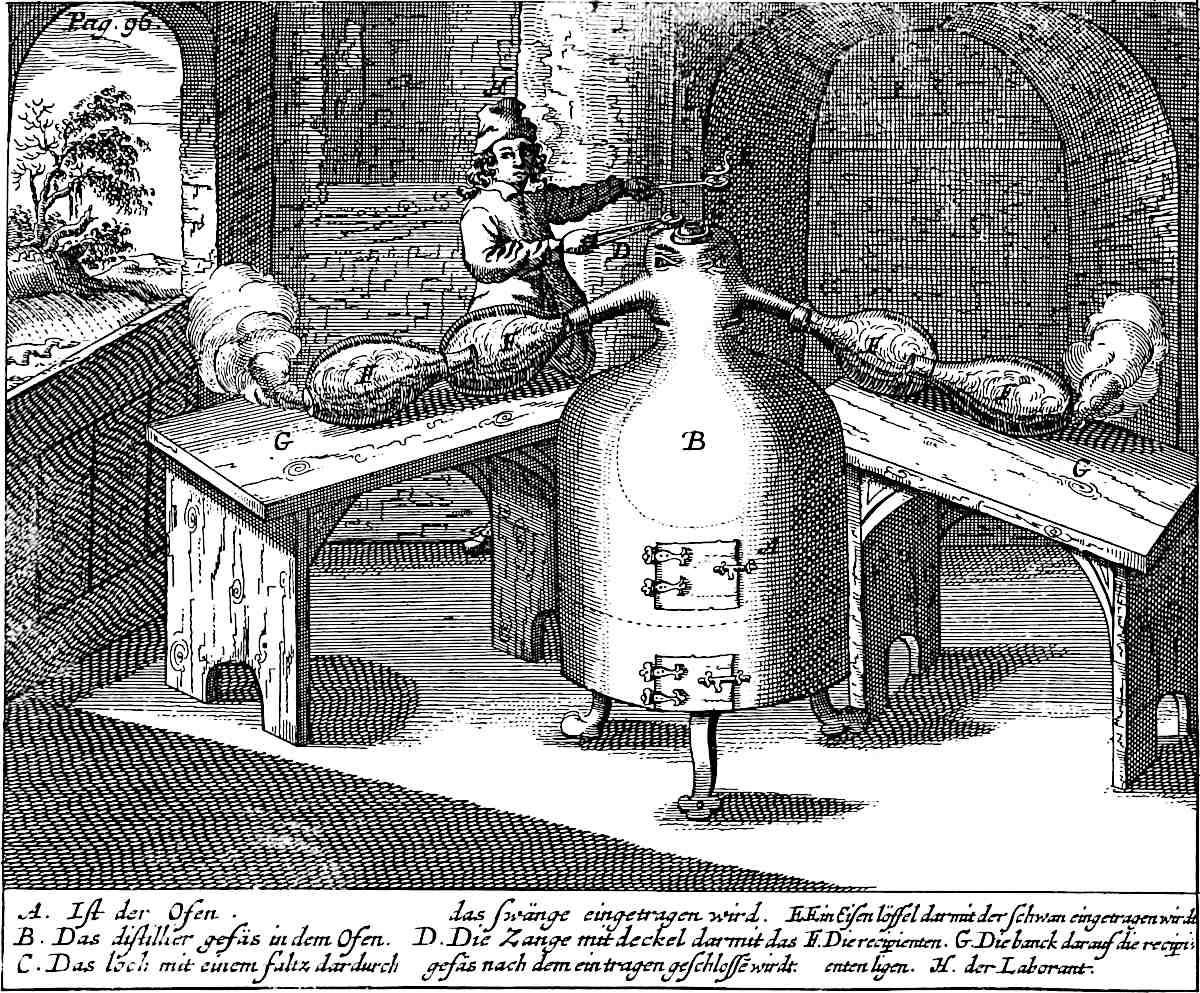 Pag. 96
H
D
F
H
F
F
G
B
G
A
A. Ist der Ofen.
B. Das distillier gefäs in dem Ofen.
C. Das loch mit einem faltz dardurch
das swänge eingetragen wird.
D. Die Zange mit deckel darmit das
gefäs nach dem eintragen geschlosse wirdt.
E. Ein Eisen löffel darmit der schwan eingetragen wirdt
F. Die recipienten. G. Die banck darauf die recipi:
enten ligen. H. der Laborant.